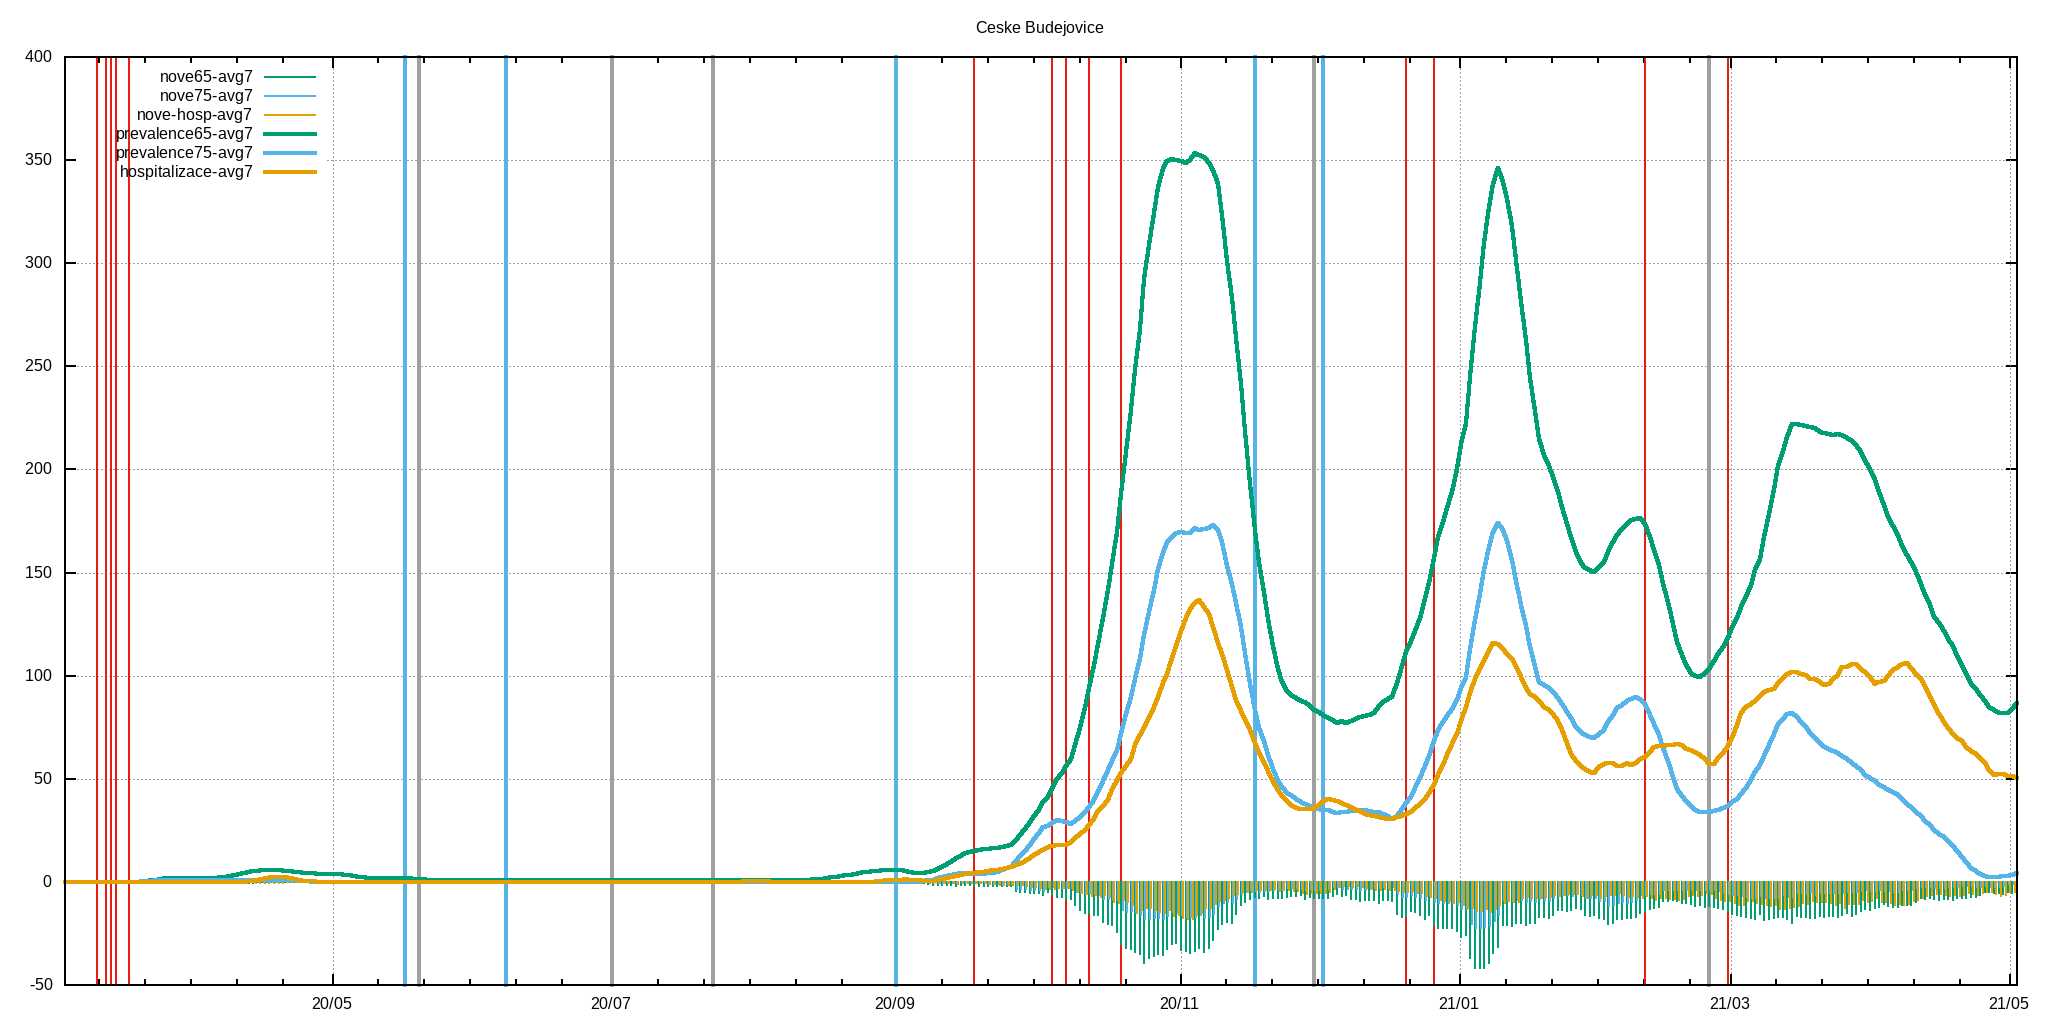 Ceske Budejovice
400
350
300
250
200
150
100
50
0
-50
nove65-avg7
nove75-avg7
nove-hosp-avg7
prevalence65-avg7
prevalence75-avg7
hospitalizace-avg7
20/05 20/07 20/09 20/11 21/01 21/03 21/05